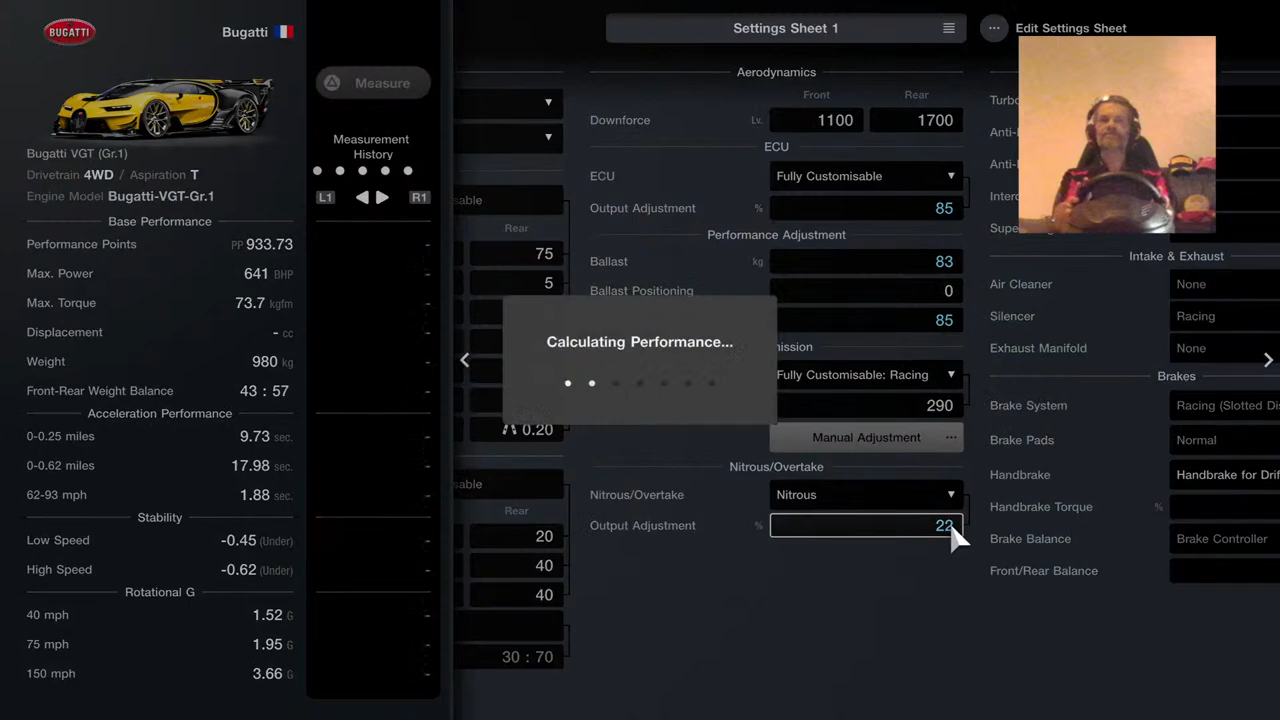 BUGATTI
Bugatti
Bugatti VGT (Gr.1)
Drivetrain 4WD / Aspiration T
Engine Model Bugatti-VGT-Gr.1
Base Performance
Performance Points PP 933.73
Max. Power 641 BHP
Max. Torque 73.7 kgfm
Displacement - cc
Weight 980 kg
Front-Rear Weight Balance 43 : 57
Acceleration Performance
0-0.25 miles 9.73 sec.
0-0.62 miles 17.98 sec.
62-93 mph 1.88 sec.
Stability
Low Speed -0.45 (Under)
High Speed -0.62 (Under)
Rotational G
40 mph 1.52 G
75 mph 1.95 G
150 mph 3.66 G
Measure
Measurement
History
L1 R1
Rear
75
5
0.20
Rear
20
40
40
30 : 70
Settings Sheet 1
Aerodynamics
Front Rear
Downforce Lv. 1100 1700
ECU
ECU Fully Customisable
Output Adjustment % 85
Performance Adjustment
Ballast kg 83
Ballast Positioning 0
85
Calculating Performance...
Fully Customisable: Racing
290
Manual Adjustment ...
Nitrous/Overtake
Nitrous/Overtake Nitrous
Output Adjustment % 22
Edit Settings Sheet
Intake & Exhaust
Air Cleaner None
Silencer Racing
Exhaust Manifold None
Brakes
Brake System Racing (Slotted Di
Brake Pads Normal
Handbrake Handbrake for Drif
Handbrake Torque %
Brake Balance Brake Controller
Front/Rear Balance